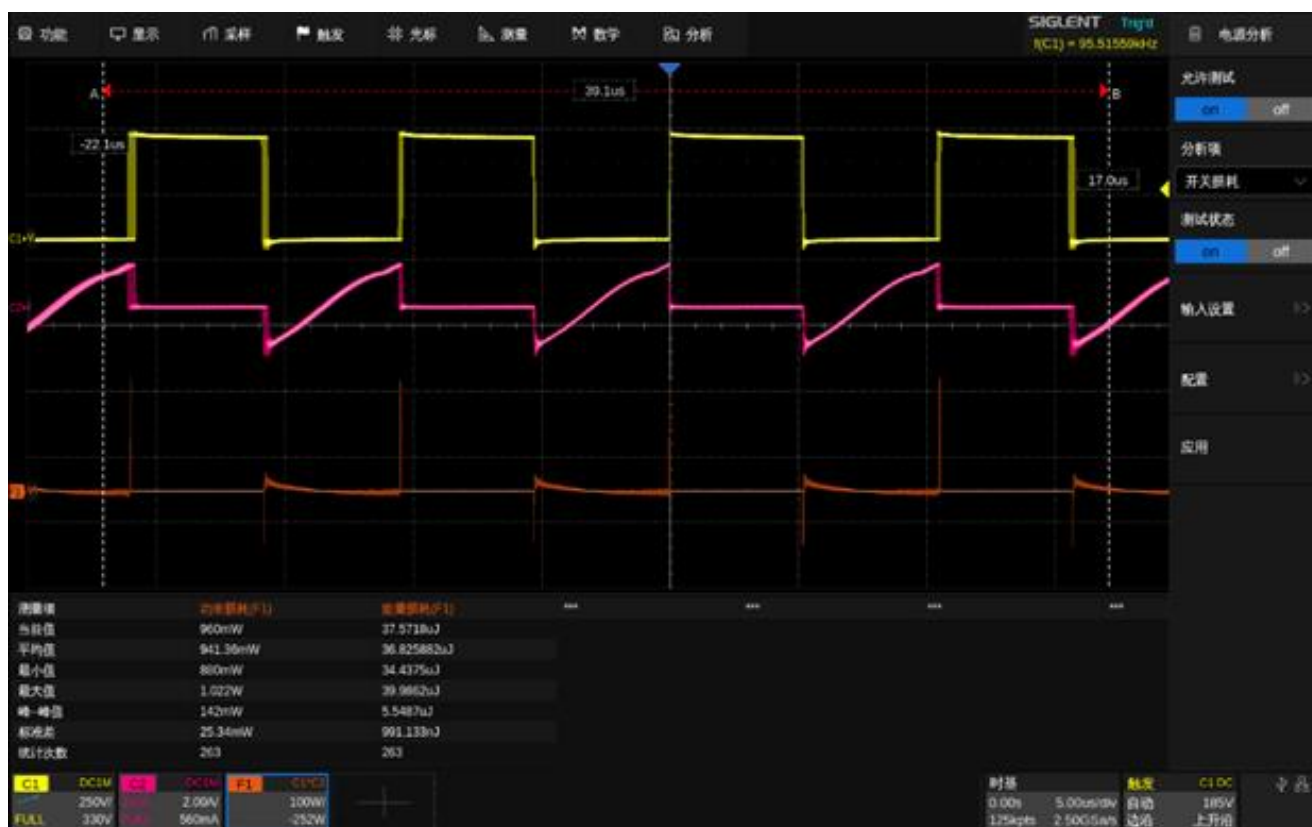 功能 显示 采样 触发 光标 测量 数学 分析
SIGLENT Trig'd
f(C1) = 95.51559kHz
电源分析
允许测试
on off
分析项
开关损耗
测试状态
on off
输入设置
配置
应用
A 39.1us B
-22.1us
17.0us
测量项 功率损耗(F1) 能量损耗(F1) *** *** *** ***
当前值 960mW 37.5718uJ
平均值 941.36mW 36.825882uJ
最小值 880mW 34.4375uJ
最大值 1.022W 39.9862uJ
峰-峰值 142mW 5.5487uJ
标准差 25.34mW 991.133nJ
统计次数 263 263
C1 DC1M C2 DC1M F1 C1*C2 时基 触发 C1 DC
250V/ 2.00A/ 100W/ 0.00s 5.00us/div 自动 185V
FULL 330V 560mA -252W 125kpts 2.50GSa/s 边沿 上升沿